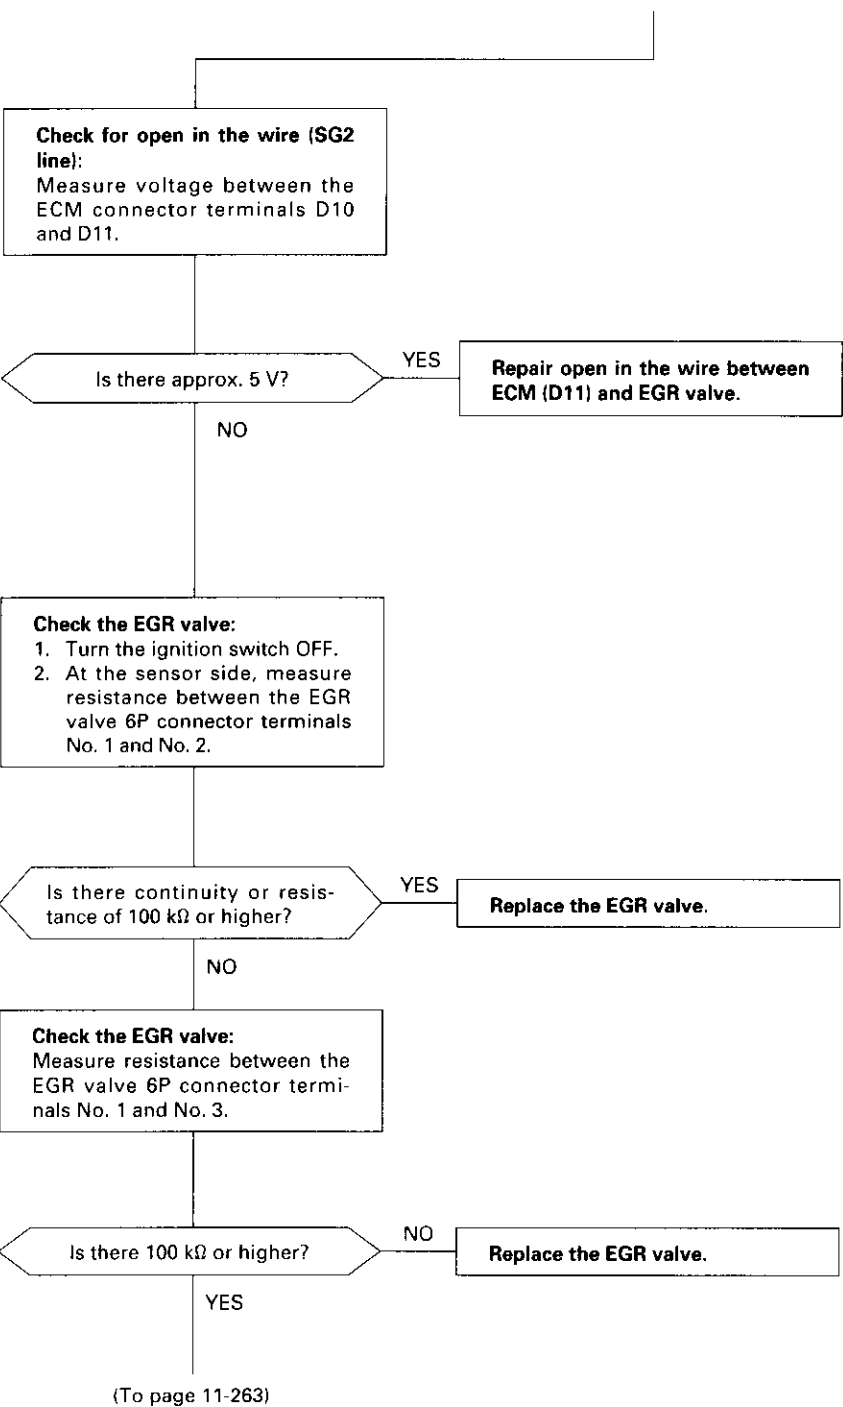 Check for open in the wire (SG2
line):
Measure voltage between the
ECM connector terminals D10
and D11.
Is there approx. 5 V?
YES
Repair open in the wire between
ECM (D11) and EGR valve.
NO
Check the EGR valve:
1. Turn the ignition switch OFF.
2. At the sensor side, measure
resistance between the EGR
valve 6P connector terminals
No. 1 and No. 2.
Is there continuity or resis-
tance of 100 kΩ or higher?
YES
Replace the EGR valve.
NO
Check the EGR valve:
Measure resistance between the
EGR valve 6P connector termi-
nals No. 1 and No. 3.
Is there 100 kΩ or higher?
NO
Replace the EGR valve.
YES
(To page 11-263)